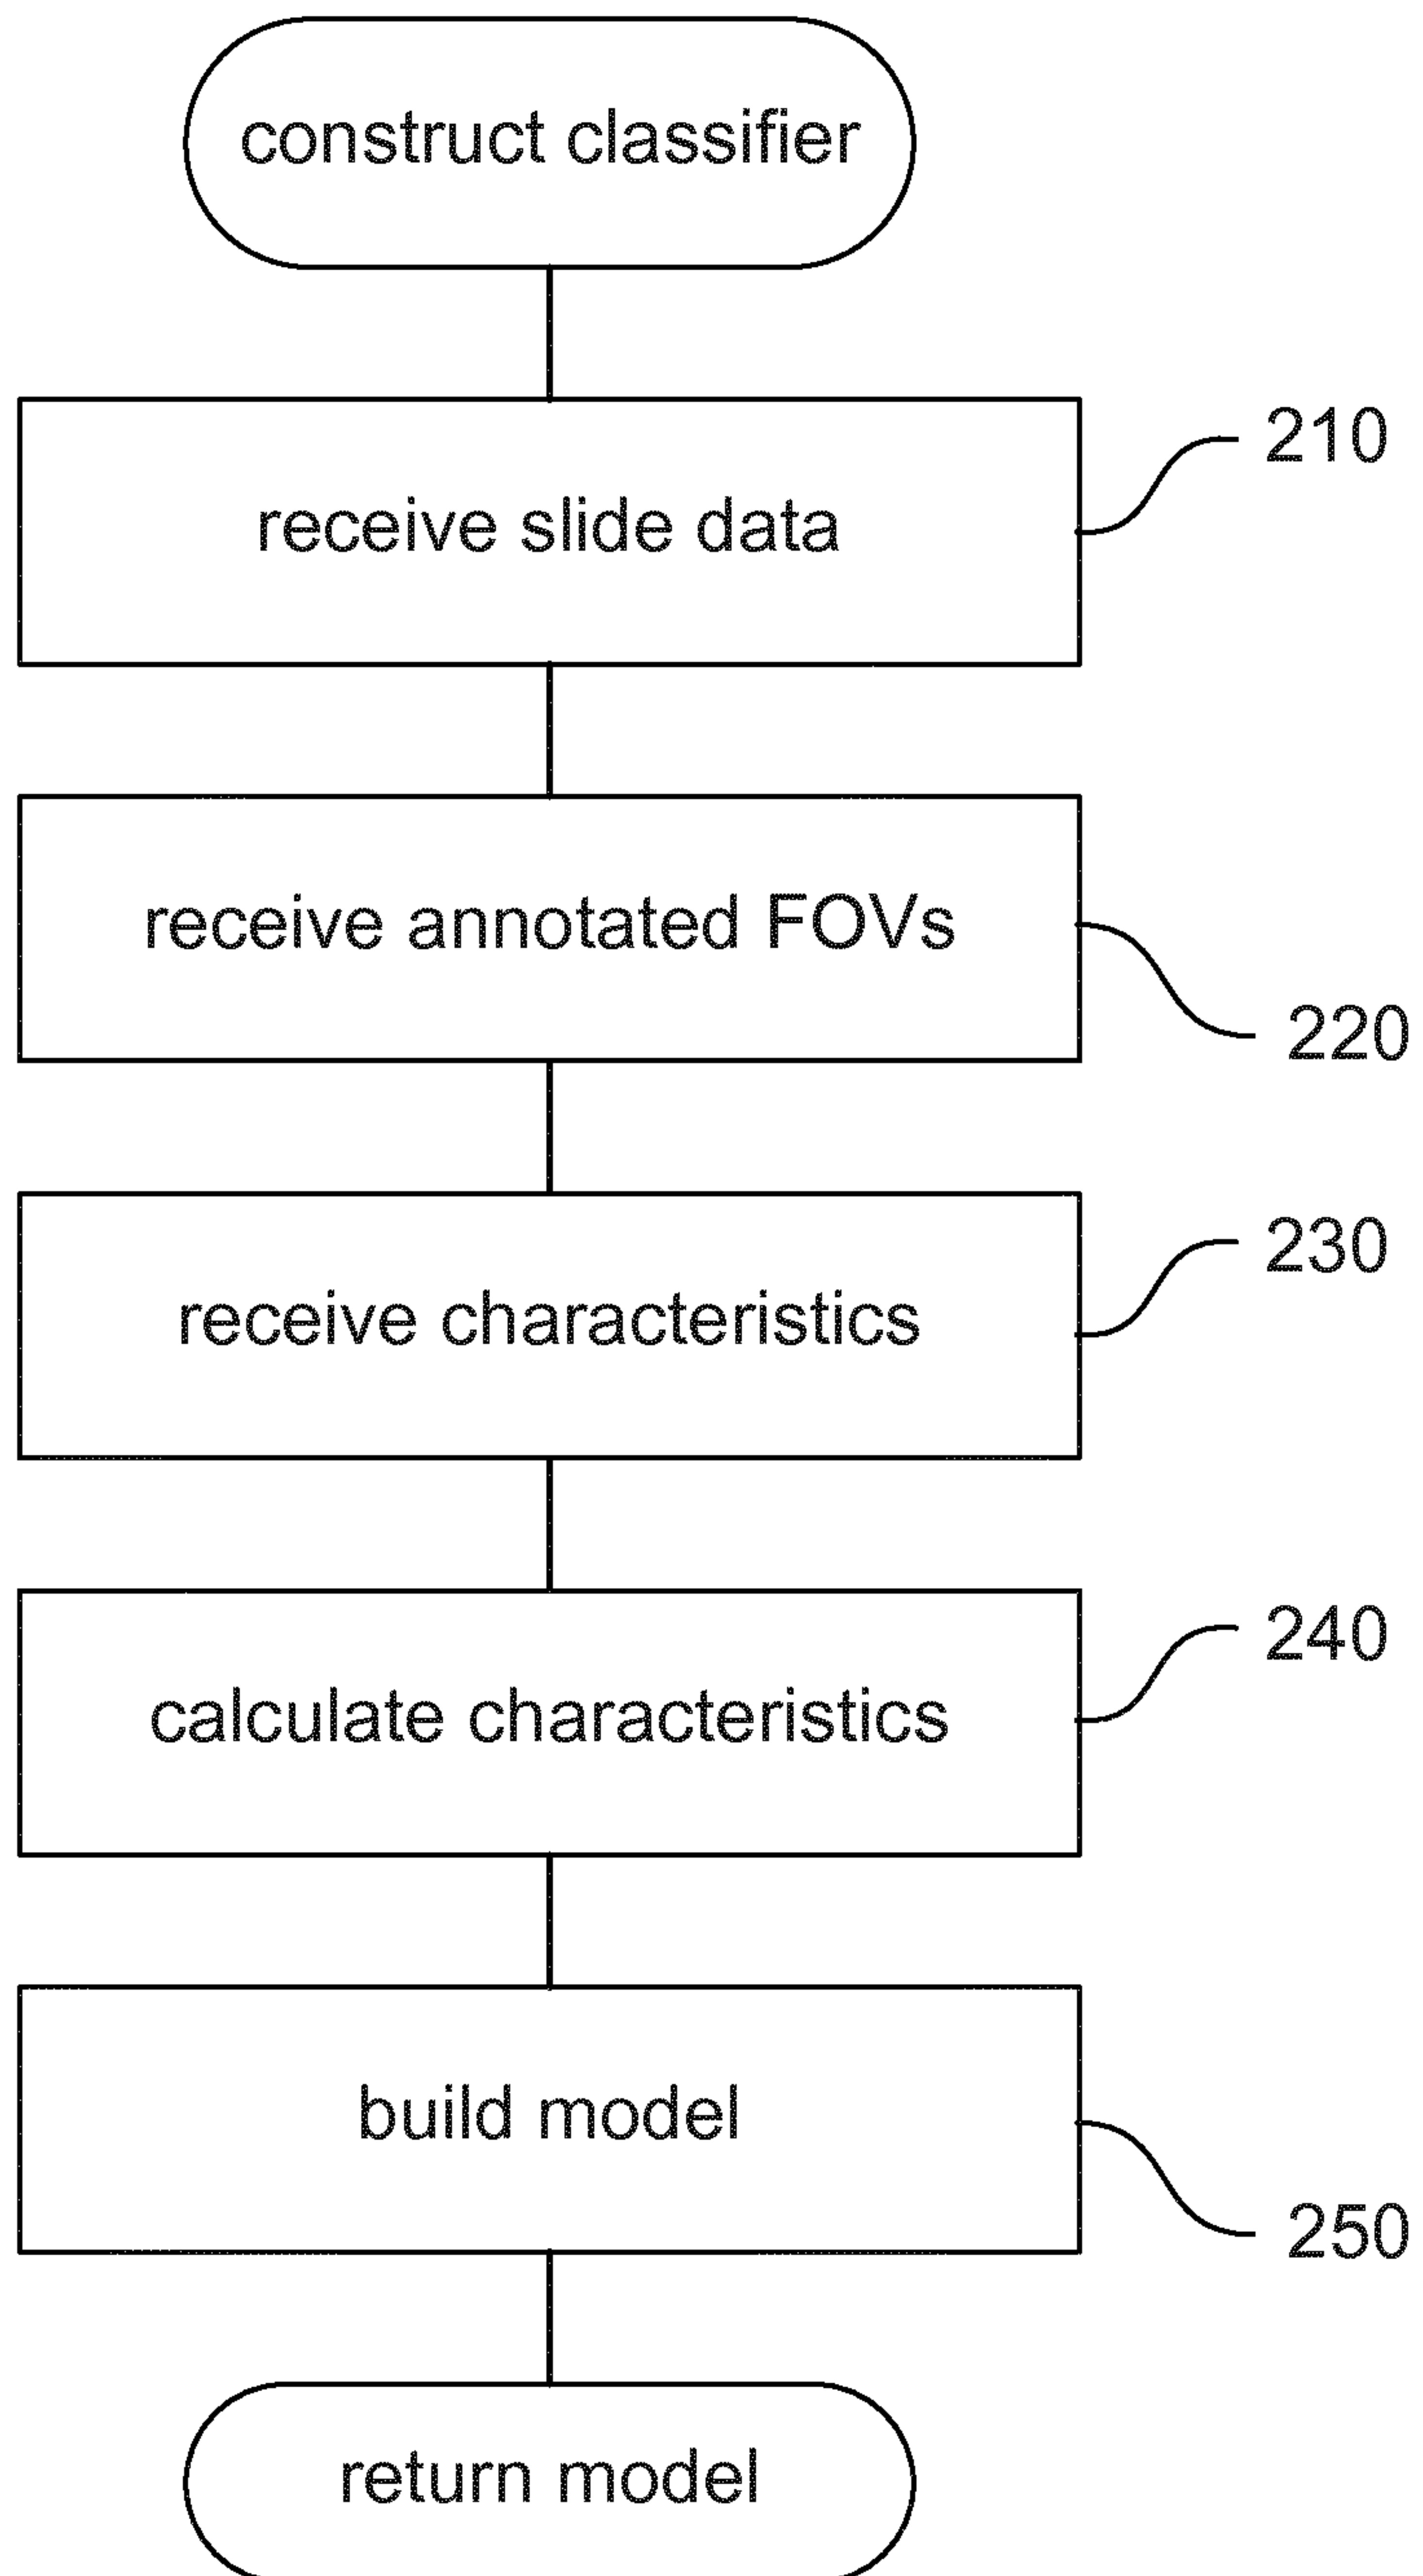 construct classifier
receive slide data
210
receive annotated FOVs
220
receive characteristics
230
calculate characteristics
240
build model
250
return model